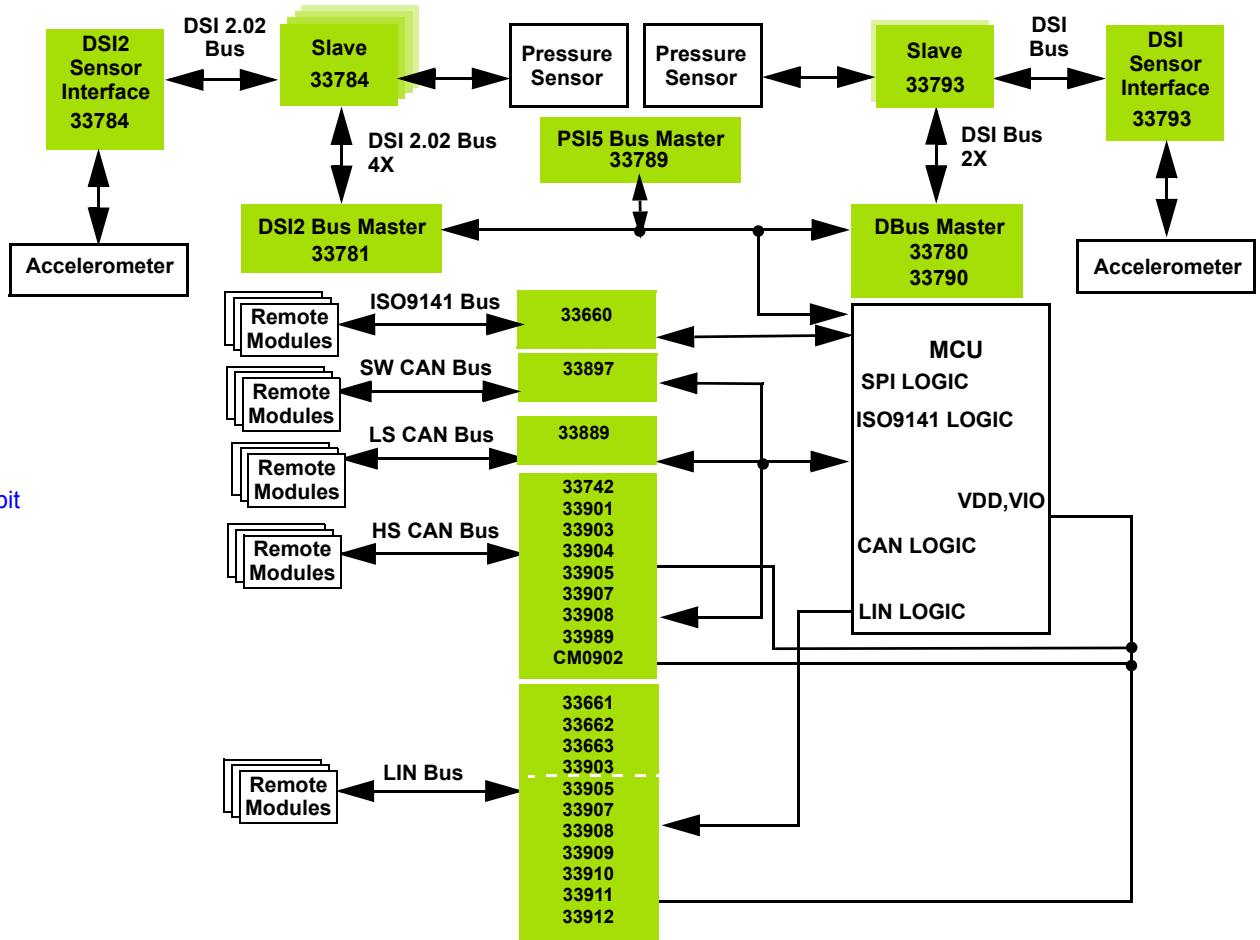 DSI2
Sensor
Interface
33784
DSI 2.02
Bus
Slave
33784
Pressure
Sensor
Pressure
Sensor
Slave
33793
DSI
Bus
DSI
Sensor
Interface
33793
DSI 2.02 Bus
4X
PSI5 Bus Master
33789
DSI Bus
2X
DSI2 Bus Master
33781
DBus Master
33780
33790
Accelerometer
Accelerometer
Remote
Modules
ISO9141 Bus
33660
Remote
Modules
SW CAN Bus
33897
Remote
Modules
LS CAN Bus
33889
bit
Remote
Modules
HS CAN Bus
33742
33901
33903
33904
33905
33907
33908
33989
CM0902
MCU
SPI LOGIC
ISO9141 LOGIC
VDD,VIO
CAN LOGIC
LIN LOGIC
Remote
Modules
LIN Bus
33661
33662
33663
33903
33905
33907
33908
33909
33910
33911
33912